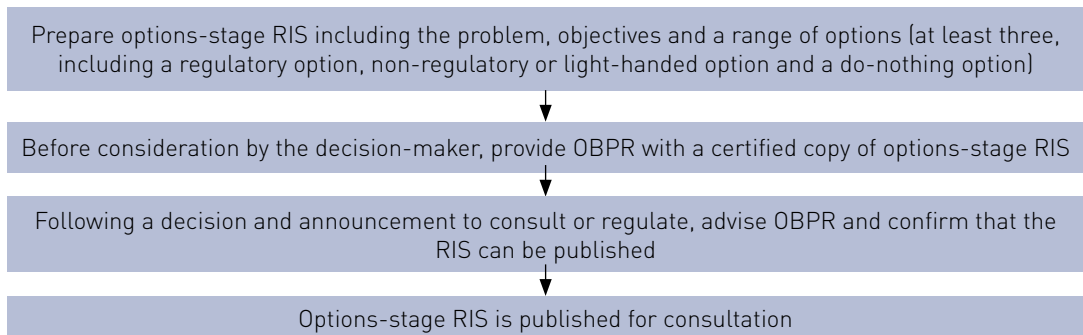 Prepare options-stage RIS including the problem, objectives and a range of options (at least three,
including a regulatory option, non-regulatory or light-handed option and a do-nothing option)
Before consideration by the decision-maker, provide OBPR with a certified copy of options-stage RIS
Following a decision and announcement to consult or regulate, advise OBPR and confirm that the
RIS can be published
Options-stage RIS is published for consultation